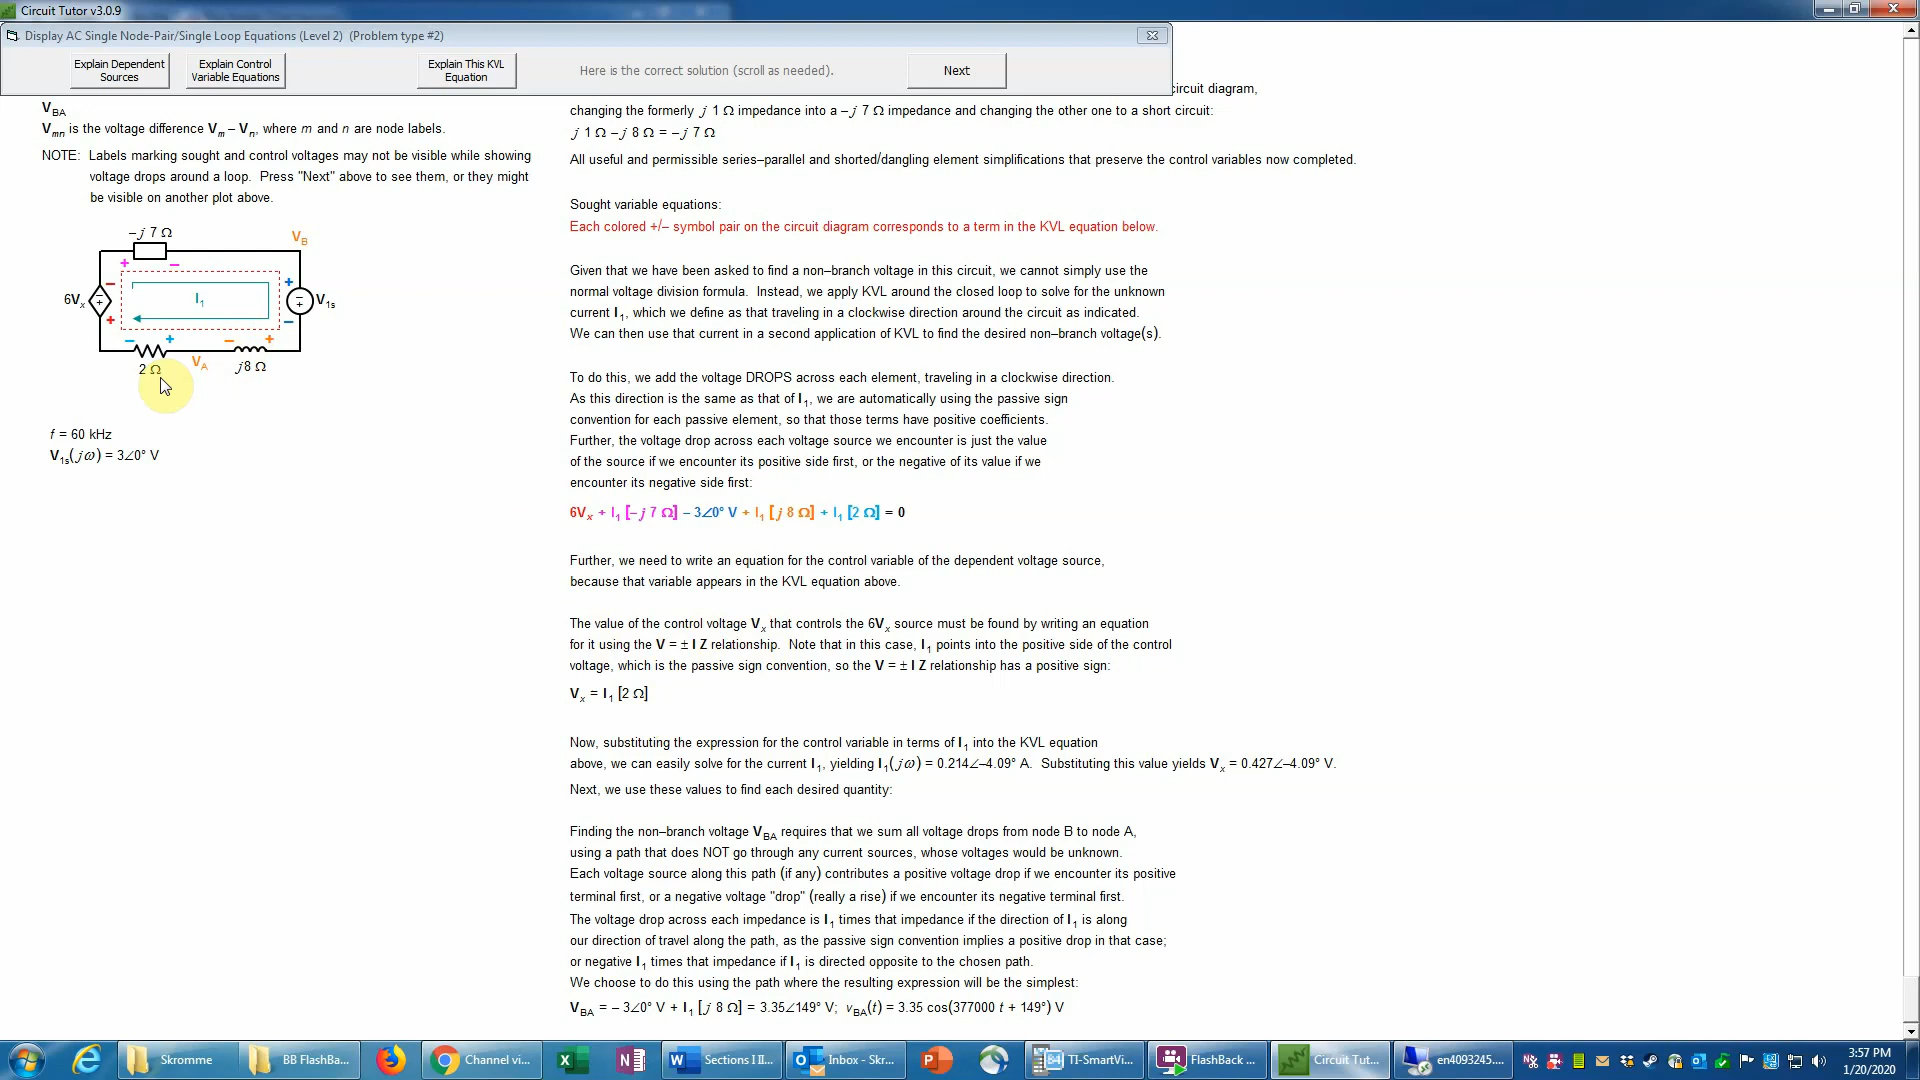 Circuit Tutor v3.0.9
Display AC Single Node-Pair/Single Loop Equations (Level 2)  (Problem type #2)
Explain Dependent Sources
Explain Control Variable Equations
Explain This KVL Equation
Here is the correct solution (scroll as needed).
Next
V_BA
V_mn is the voltage difference V_m – V_n, where m and n are node labels.
NOTE:  Labels marking sought and control voltages may not be visible while showing
voltage drops around a loop.  Press "Next" above to see them, or they might
be visible on another plot above.
–j 7 Ω
V_B
+ –
– +
6V_x
– +
I_1
– +
V_1s
+ –
– + – +
2 Ω
V_A
j8 Ω
f = 60 kHz
V_1s(jω) = 3∠0° V
circuit diagram,
changing the formerly j 1 Ω impedance into a –j 7 Ω impedance and changing the other one to a short circuit:
j 1 Ω –j 8 Ω = –j 7 Ω
All useful and permissible series–parallel and shorted/dangling element simplifications that preserve the control variables now completed.
Sought variable equations:
Each colored +/– symbol pair on the circuit diagram corresponds to a term in the KVL equation below.
Given that we have been asked to find a non–branch voltage in this circuit, we cannot simply use the
normal voltage division formula.  Instead, we apply KVL around the closed loop to solve for the unknown
current I_1, which we define as that traveling in a clockwise direction around the circuit as indicated.
We can then use that current in a second application of KVL to find the desired non–branch voltage(s).
To do this, we add the voltage DROPS across each element, traveling in a clockwise direction.
As this direction is the same as that of I_1, we are automatically using the passive sign
convention for each passive element, so that those terms have positive coefficients.
Further, the voltage drop across each voltage source we encounter is just the value
of the source if we encounter its positive side first, or the negative of its value if we
encounter its negative side first:
6V_x + I_1 [–j 7 Ω] – 3∠0° V + I_1 [j 8 Ω] + I_1 [2 Ω] = 0
Further, we need to write an equation for the control variable of the dependent voltage source,
because that variable appears in the KVL equation above.
The value of the control voltage V_x that controls the 6V_x source must be found by writing an equation
for it using the V = ± I Z relationship.  Note that in this case, I_1 points into the positive side of the control
voltage, which is the passive sign convention, so the V = ± I Z relationship has a positive sign:
V_x = I_1 [2 Ω]
Now, substituting the expression for the control variable in terms of I_1 into the KVL equation
above, we can easily solve for the current I_1, yielding I_1(jω) = 0.214∠–4.09° A.  Substituting this value yields V_x = 0.427∠–4.09° V.
Next, we use these values to find each desired quantity:
Finding the non–branch voltage V_BA requires that we sum all voltage drops from node B to node A,
using a path that does NOT go through any current sources, whose voltages would be unknown.
Each voltage source along this path (if any) contributes a positive voltage drop if we encounter its positive
terminal first, or a negative voltage "drop" (really a rise) if we encounter its negative terminal first.
The voltage drop across each impedance is I_1 times that impedance if the direction of I_1 is along
our direction of travel along the path, as the passive sign convention implies a positive drop in that case;
or negative I_1 times that impedance if I_1 is directed opposite to the chosen path.
We choose to do this using the path where the resulting expression will be the simplest:
V_BA = – 3∠0° V + I_1 [j 8 Ω] = 3.35∠149° V;  v_BA(t) = 3.35 cos(377000 t + 149°) V
Skromme
BB FlashBa...
Channel vi...
Sections I II...
Inbox - Skr...
TI-SmartVi...
FlashBack ...
Circuit Tut...
en4093245....
3:57 PM
1/20/2020